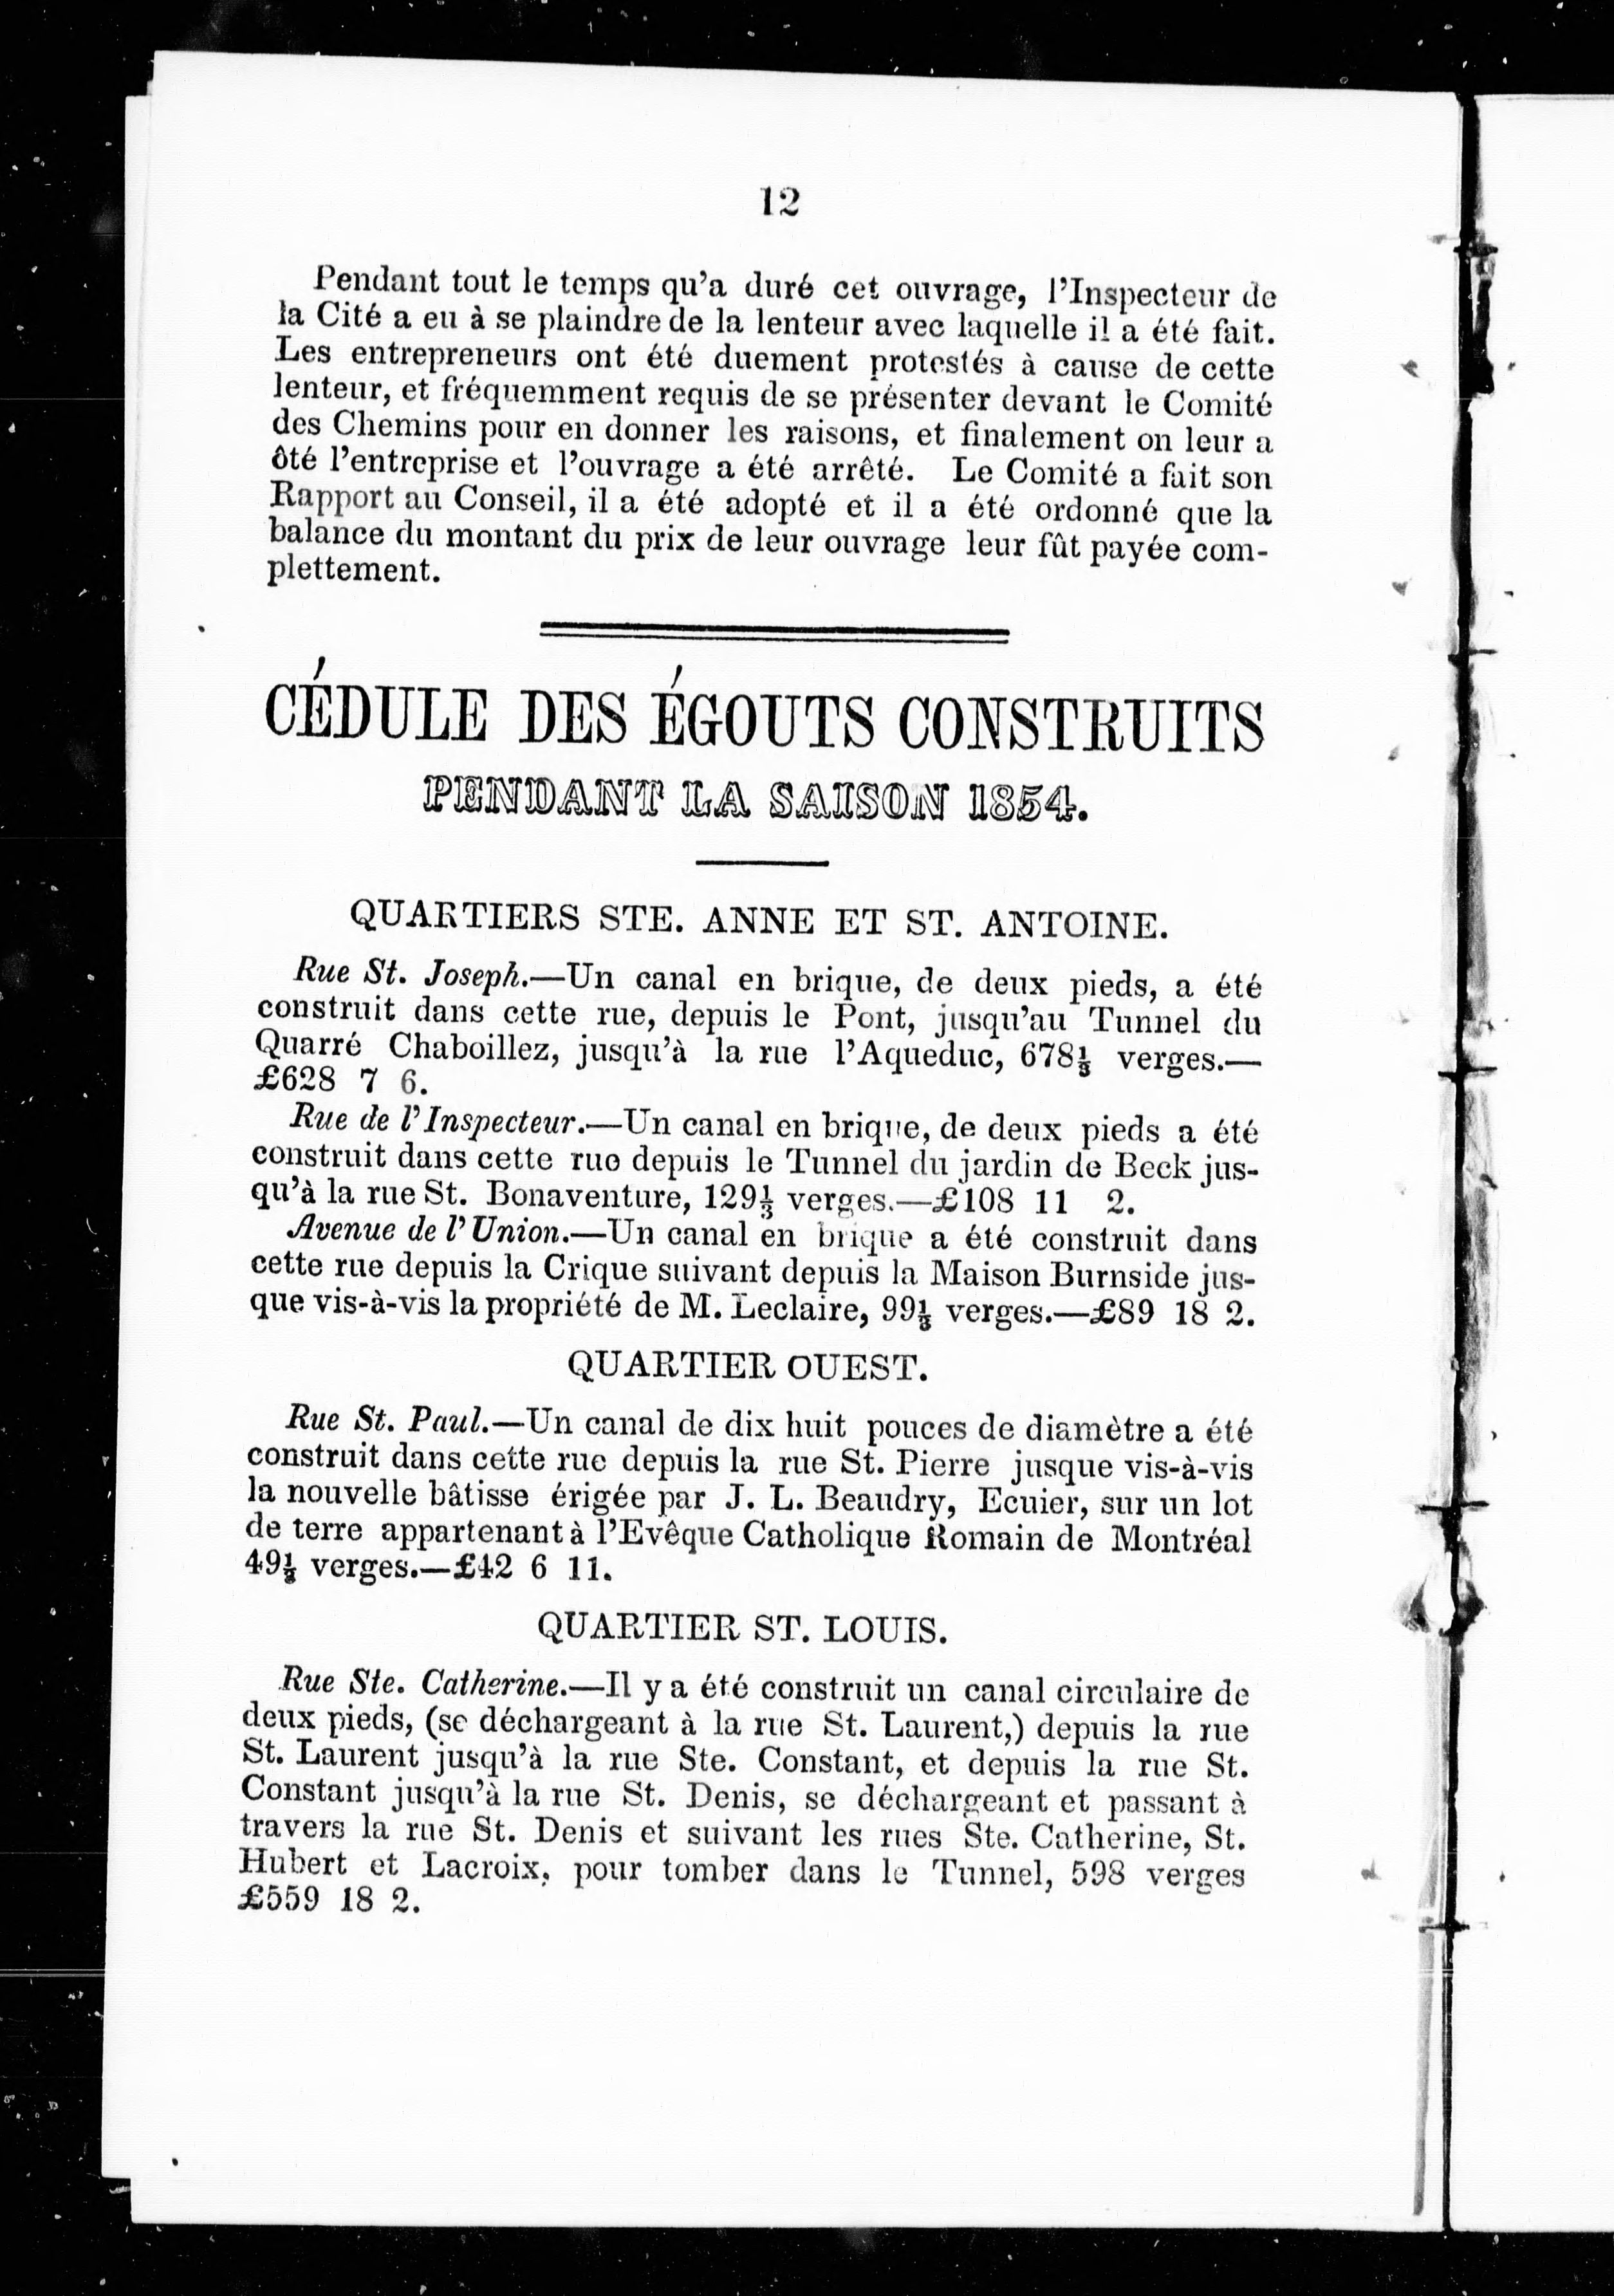 12
Pendant tout le temps qu'a duré cet ouvrage, l'Inspecteur de
la Cité a eu à se plaindre de la lenteur avec laquelle il a été fait.
Les entrepreneurs ont été duement protestés à cause de cette
lenteur, et fréquemment requis de se présenter devant le Comité
des Chemins pour en donner les raisons, et finalement on leur a
ôté l'entreprise et l'ouvrage a été arrêté. Le Comité a fait son
Rapport au Conseil, il a été adopté et il a été ordonné que la
balance du montant du prix de leur ouvrage leur fût payée com-
plettement.
CÉDULE DES ÉGOUTS CONSTRUITS
PENDANT LA SAISON 1854.
QUARTIERS STE. ANNE ET ST. ANTOINE.
Rue St. Joseph.—Un canal en brique, de deux pieds, a été
construit dans cette rue, depuis le Pont, jusqu'au Tunnel du
Quarré Chaboillez, jusqu'à la rue l'Aqueduc, 678⅓ verges.—
£628 7 6.
Rue de l'Inspecteur.—Un canal en brique, de deux pieds a été
construit dans cette rue depuis le Tunnel du jardin de Beck jus-
qu'à la rue St. Bonaventure, 129⅓ verges.—£108 11 2.
Avenue de l'Union.—Un canal en brique a été construit dans
cette rue depuis la Crique suivant depuis la Maison Burnside jus-
que vis-à-vis la propriété de M. Leclaire, 99⅓ verges.—£89 18 2.
QUARTIER OUEST.
Rue St. Paul.—Un canal de dix huit pouces de diamètre a été
construit dans cette rue depuis la rue St. Pierre jusque vis-à-vis
la nouvelle bâtisse érigée par J. L. Beaudry, Ecuier, sur un lot
de terre appartenant à l'Evêque Catholique Romain de Montréal
49⅓ verges.—£42 6 11.
QUARTIER ST. LOUIS.
Rue Ste. Catherine.—Il y a été construit un canal circulaire de
deux pieds, (se déchargeant à la rue St. Laurent,) depuis la rue
St. Laurent jusqu'à la rue Ste. Constant, et depuis la rue St.
Constant jusqu'à la rue St. Denis, se déchargeant et passant à
travers la rue St. Denis et suivant les rues Ste. Catherine, St.
Hubert et Lacroix, pour tomber dans le Tunnel, 598 verges
£559 18 2.